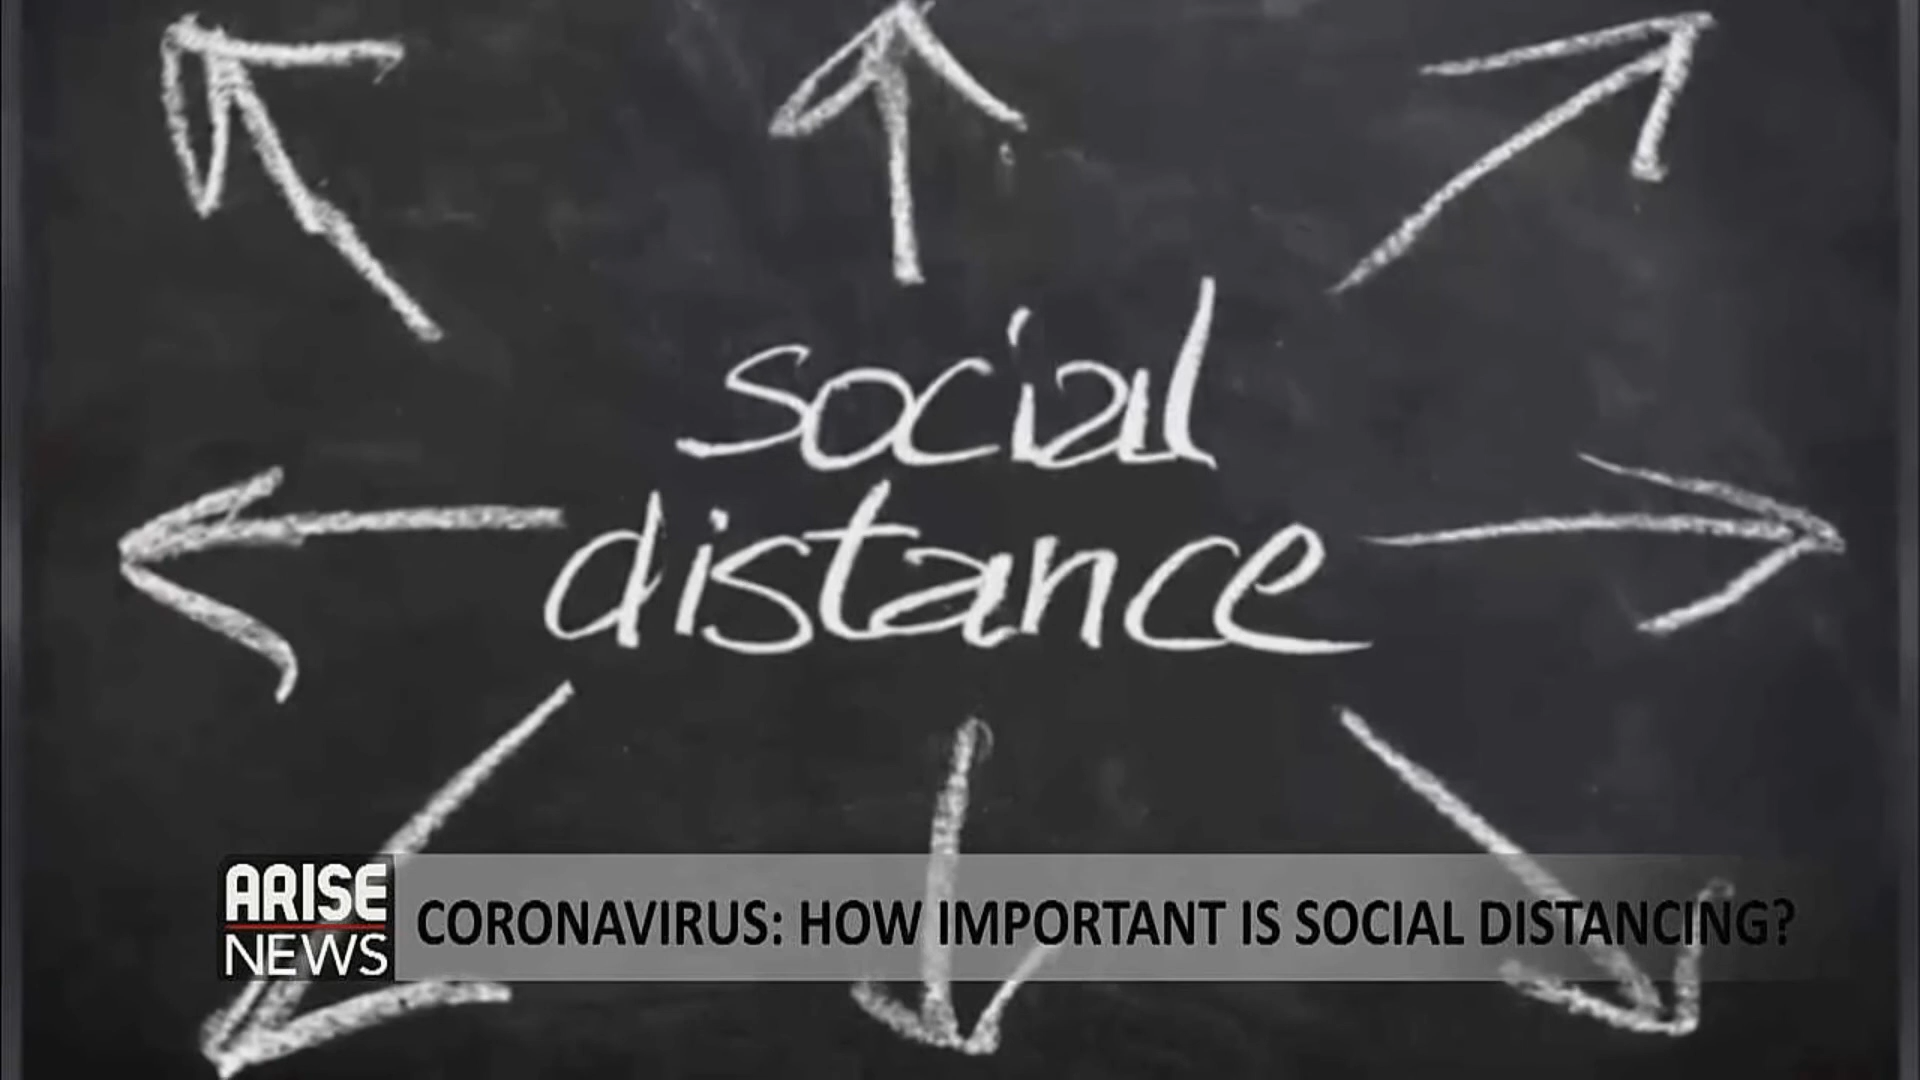 social
distance
ARISE
NEWS
CORONAVIRUS: HOW IMPORTANT IS SOCIAL DISTANCING?